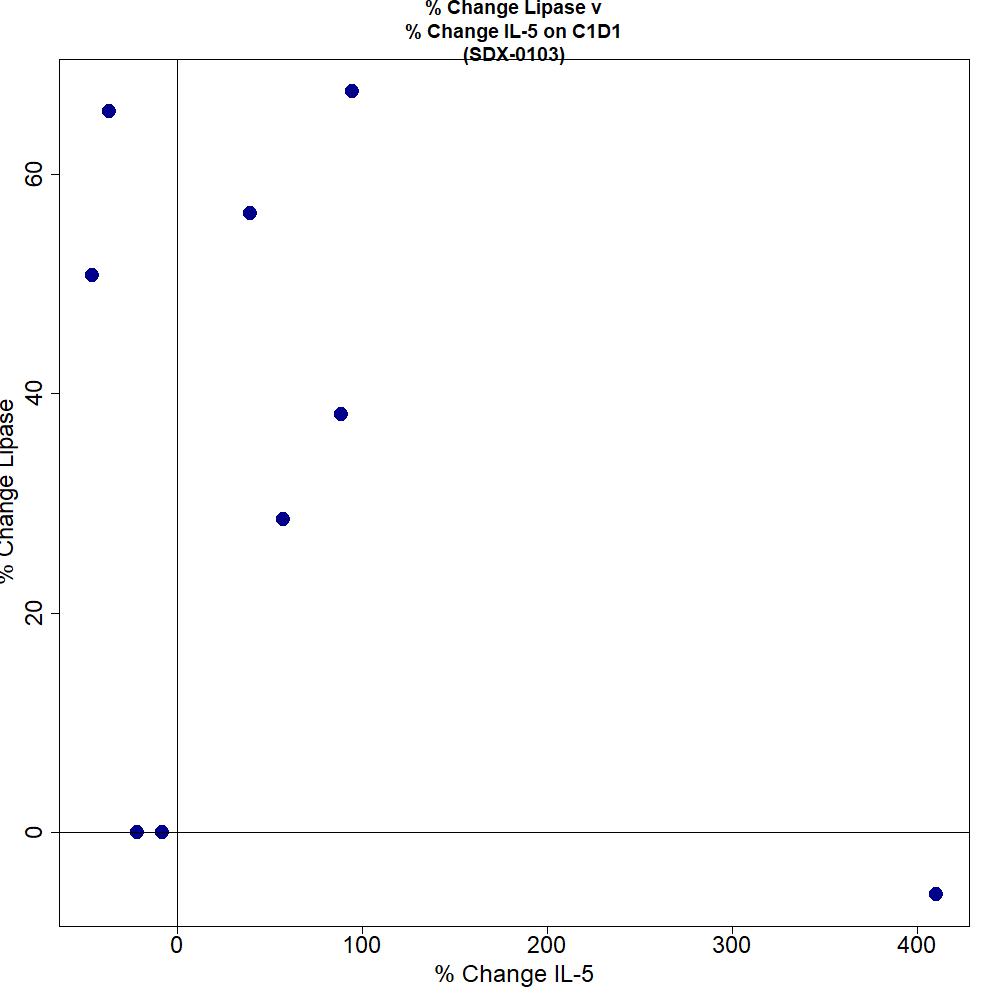 % Change Lipase v
% Change IL-5 on C1D1
(SDX-0103)
% Change Lipase
60
40
20
0
0 100 200 300 400
% Change IL-5